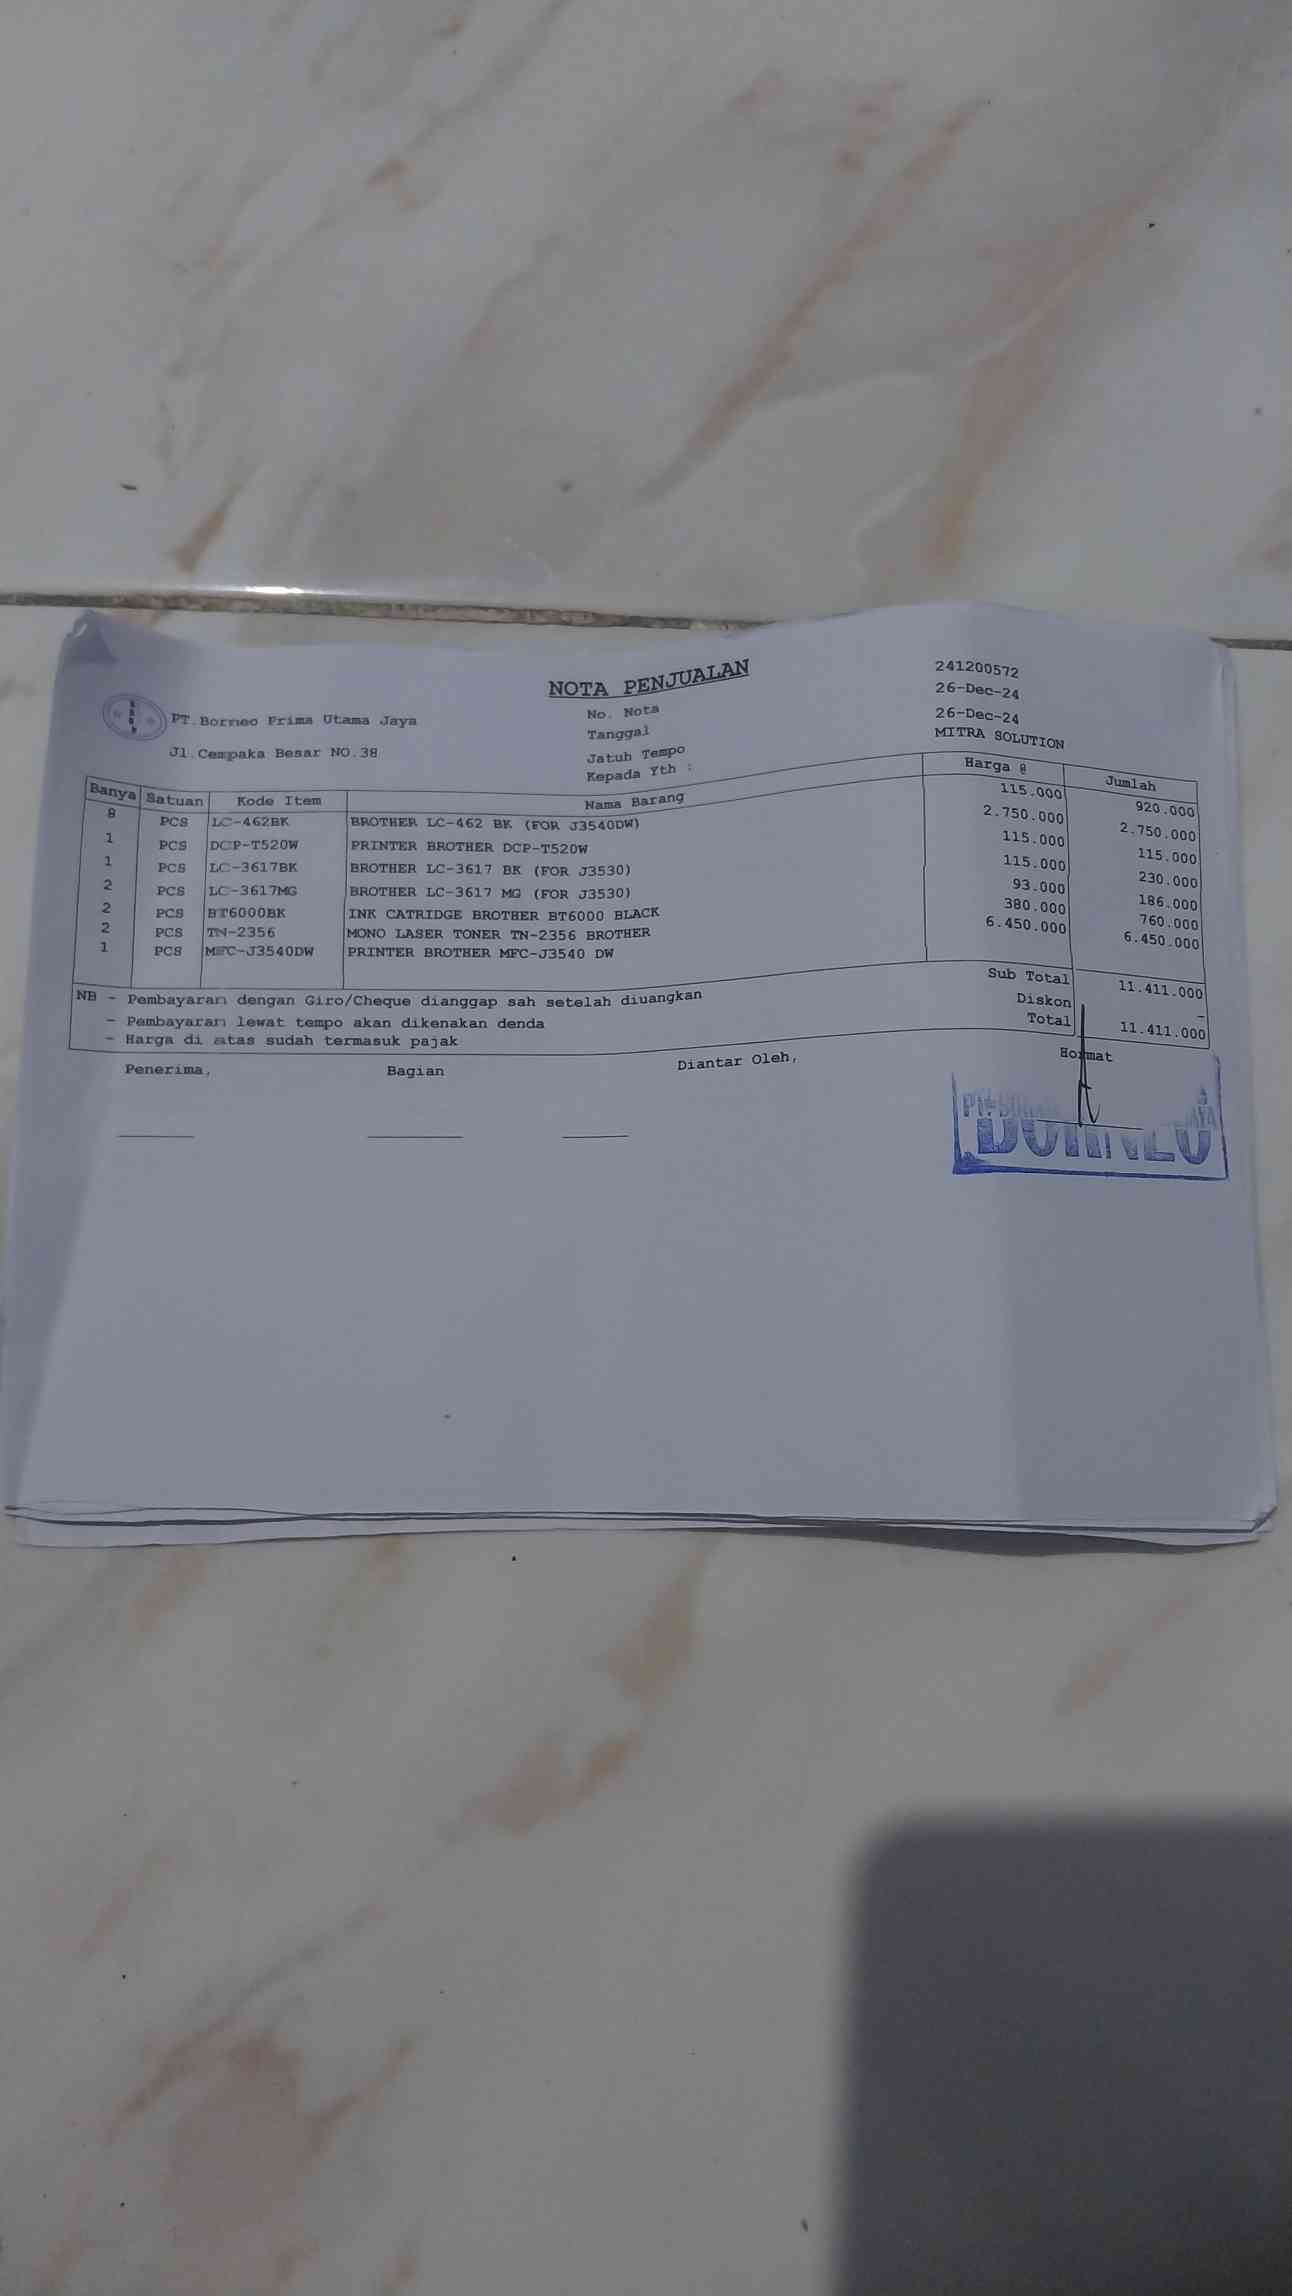 NOTA PENJUALAN
PT.Borneo Prima Utama Jaya
Jl.Cempaka Besar NO.38
No. Nota 241200572
Tanggal 26-Dec-24
Jatuh Tempo 26-Dec-24
Kepada Yth : MITRA SOLUTION
Banya Satuan Kode Item Nama Barang Harga @ Jumlah
8 PCS LC-462BK BROTHER LC-462 BK (FOR J3540DW) 115.000 920.000
1 PCS DCP-T520W PRINTER BROTHER DCP-T520W 2.750.000 2.750.000
1 PCS LC-3617BK BROTHER LC-3617 BK (FOR J3530) 115.000 115.000
2 PCS LC-3617MG BROTHER LC-3617 MG (FOR J3530) 115.000 230.000
2 PCS BT6000BK INK CATRIDGE BROTHER BT6000 BLACK 93.000 186.000
2 PCS TN-2356 MONO LASER TONER TN-2356 BROTHER 380.000 760.000
1 PCS MFC-J3540DW PRINTER BROTHER MFC-J3540 DW 6.450.000 6.450.000
Sub Total 11.411.000
Diskon -
Total 11.411.000
NB - Pembayaran dengan Giro/Cheque dianggap sah setelah diuangkan
- Pembayaran lewat tempo akan dikenakan denda
- Harga di atas sudah termasuk pajak
Penerima, Bagian Diantar Oleh, Hormat
BORNEO